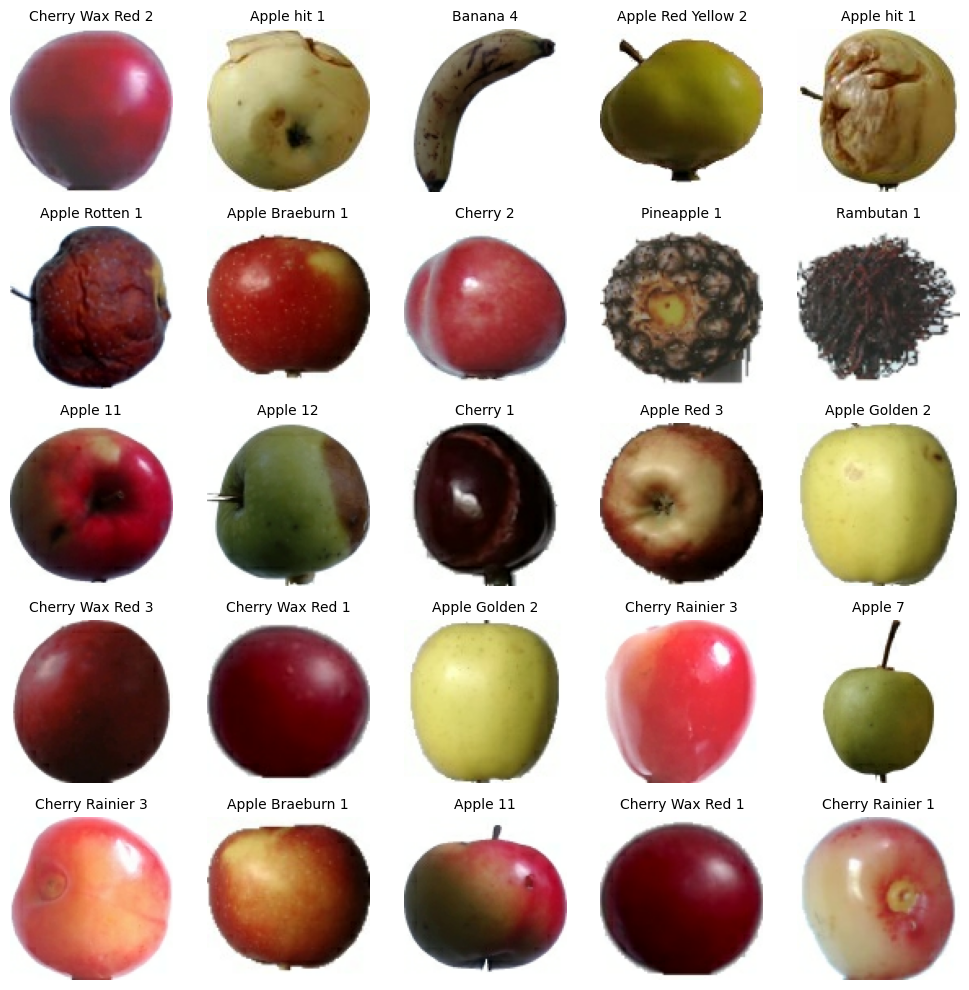 Cherry Wax Red 2
Apple hit 1
Banana 4
Apple Red Yellow 2
Apple hit 1
Apple Rotten 1
Apple Braeburn 1
Cherry 2
Pineapple 1
Rambutan 1
Apple 11
Apple 12
Cherry 1
Apple Red 3
Apple Golden 2
Cherry Wax Red 3
Cherry Wax Red 1
Apple Golden 2
Cherry Rainier 3
Apple 7
Cherry Rainier 3
Apple Braeburn 1
Apple 11
Cherry Wax Red 1
Cherry Rainier 1